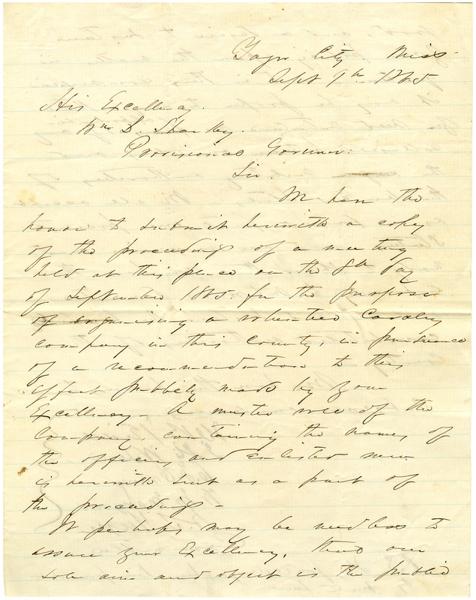 Yazoo City Miss
Sept 9th 1865
His Excellency.
Wm L. Sharkey.
Provisional Governor.
Sir
We have the
honor to submit herewith a copy
of the proceedings of a meeting
held at this place on the 8th day
of September 1865. for the purpose
of organising a volunteer Cavalry
company in this county, in pursuance
of a recommendation to this
effect publicly made by your
Excellency. A muster role of the
Company, containing the names of
the officers and enlisted men
is herewith sent as a part of
the proceedings -
It perhaps may be needless to
assure your Excellency, that our
sole aim and object is the public